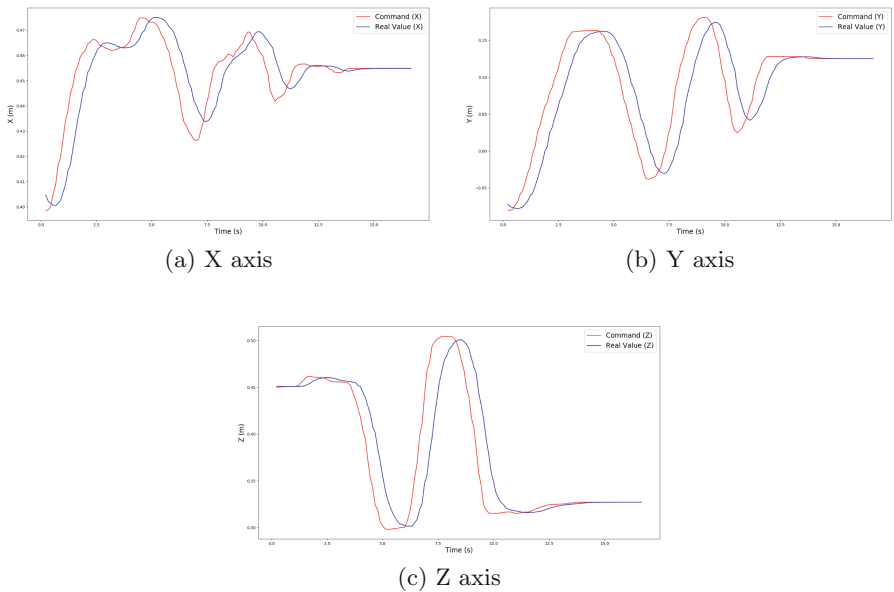 Command (X)
Real Value (X)
0.47
0.46
0.45
0.44
0.43
0.42
0.41
0.40
X (m)
0.0 2.5 5.0 7.5 10.0 12.5 15.0
Time (s)
(a) X axis
Command (Y)
Real Value (Y)
0.15
0.10
0.05
0.00
−0.05
Y (m)
0.0 2.5 5.0 7.5 10.0 12.5 15.0
Time (s)
(b) Y axis
Command (Z)
Real Value (Z)
0.45
0.40
0.35
0.30
Z (m)
0.0 2.5 5.0 7.5 10.0 12.5 15.0
Time (s)
(c) Z axis